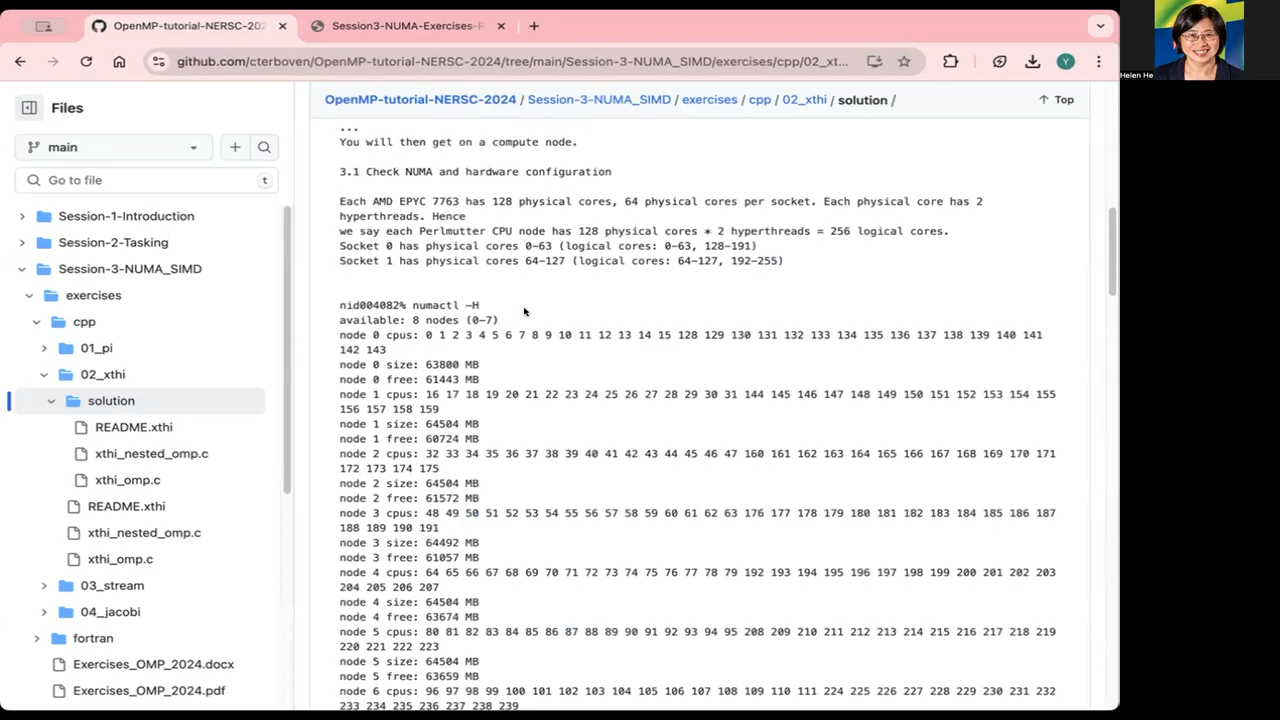 OpenMP-tutorial-NERSC-202
Session3-NUMA-Exercises-R
github.com/cterboven/OpenMP-tutorial-NERSC-2024/tree/main/Session-3-NUMA_SIMD/exercises/cpp/02_xt...
Y
Helen He
Files
main
Go to file
t
Session-1-Introduction
Session-2-Tasking
Session-3-NUMA_SIMD
exercises
cpp
01_pi
02_xthi
solution
README.xthi
xthi_nested_omp.c
xthi_omp.c
README.xthi
xthi_nested_omp.c
xthi_omp.c
03_stream
04_jacobi
fortran
Exercises_OMP_2024.docx
Exercises_OMP_2024.pdf
OpenMP-tutorial-NERSC-2024 / Session-3-NUMA_SIMD / exercises / cpp / 02_xthi / solution /
Top
...
You will then get on a compute node.
3.1 Check NUMA and hardware configuration
Each AMD EPYC 7763 has 128 physical cores, 64 physical cores per socket. Each physical core has 2
hyperthreads. Hence
we say each Perlmutter CPU node has 128 physical cores * 2 hyperthreads = 256 logical cores.
Socket 0 has physical cores 0-63 (logical cores: 0-63, 128-191)
Socket 1 has physical cores 64-127 (logical cores: 64-127, 192-255)
nid004082% numactl -H
available: 8 nodes (0-7)
node 0 cpus: 0 1 2 3 4 5 6 7 8 9 10 11 12 13 14 15 128 129 130 131 132 133 134 135 136 137 138 139 140 141
142 143
node 0 size: 63800 MB
node 0 free: 61443 MB
node 1 cpus: 16 17 18 19 20 21 22 23 24 25 26 27 28 29 30 31 144 145 146 147 148 149 150 151 152 153 154 155
156 157 158 159
node 1 size: 64504 MB
node 1 free: 60724 MB
node 2 cpus: 32 33 34 35 36 37 38 39 40 41 42 43 44 45 46 47 160 161 162 163 164 165 166 167 168 169 170 171
172 173 174 175
node 2 size: 64504 MB
node 2 free: 61572 MB
node 3 cpus: 48 49 50 51 52 53 54 55 56 57 58 59 60 61 62 63 176 177 178 179 180 181 182 183 184 185 186 187
188 189 190 191
node 3 size: 64492 MB
node 3 free: 61057 MB
node 4 cpus: 64 65 66 67 68 69 70 71 72 73 74 75 76 77 78 79 192 193 194 195 196 197 198 199 200 201 202 203
204 205 206 207
node 4 size: 64504 MB
node 4 free: 63674 MB
node 5 cpus: 80 81 82 83 84 85 86 87 88 89 90 91 92 93 94 95 208 209 210 211 212 213 214 215 216 217 218 219
220 221 222 223
node 5 size: 64504 MB
node 5 free: 63659 MB
node 6 cpus: 96 97 98 99 100 101 102 103 104 105 106 107 108 109 110 111 224 225 226 227 228 229 230 231 232
233 234 235 236 237 238 239